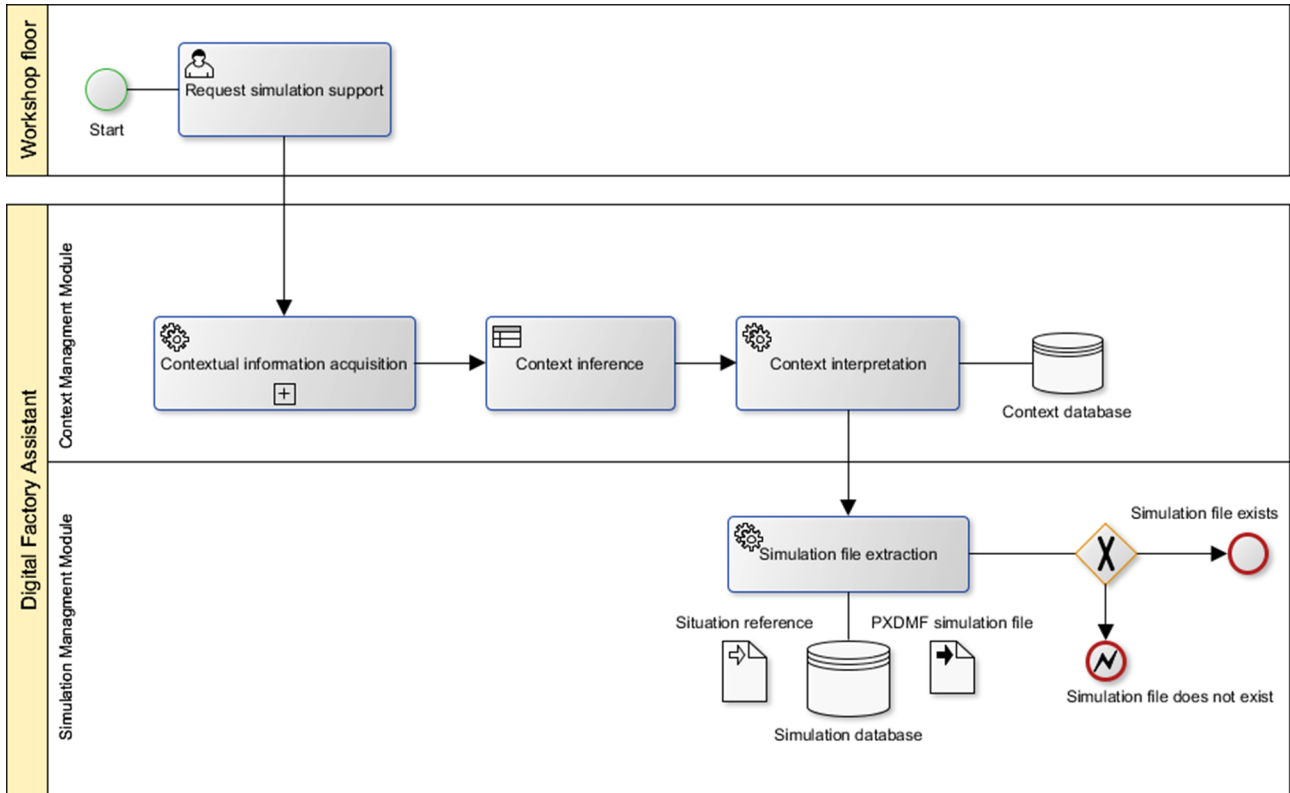 Workshop floor
Request simulation support
Start
Digital Factory Assistant
Context Managment Module
Contextual information acquisition
Context inference
Context interpretation
Context database
Simulation Managment Module
Simulation file exists
Simulation file extraction
Situation reference
PXDMF simulation file
Simulation file does not exist
Simulation database